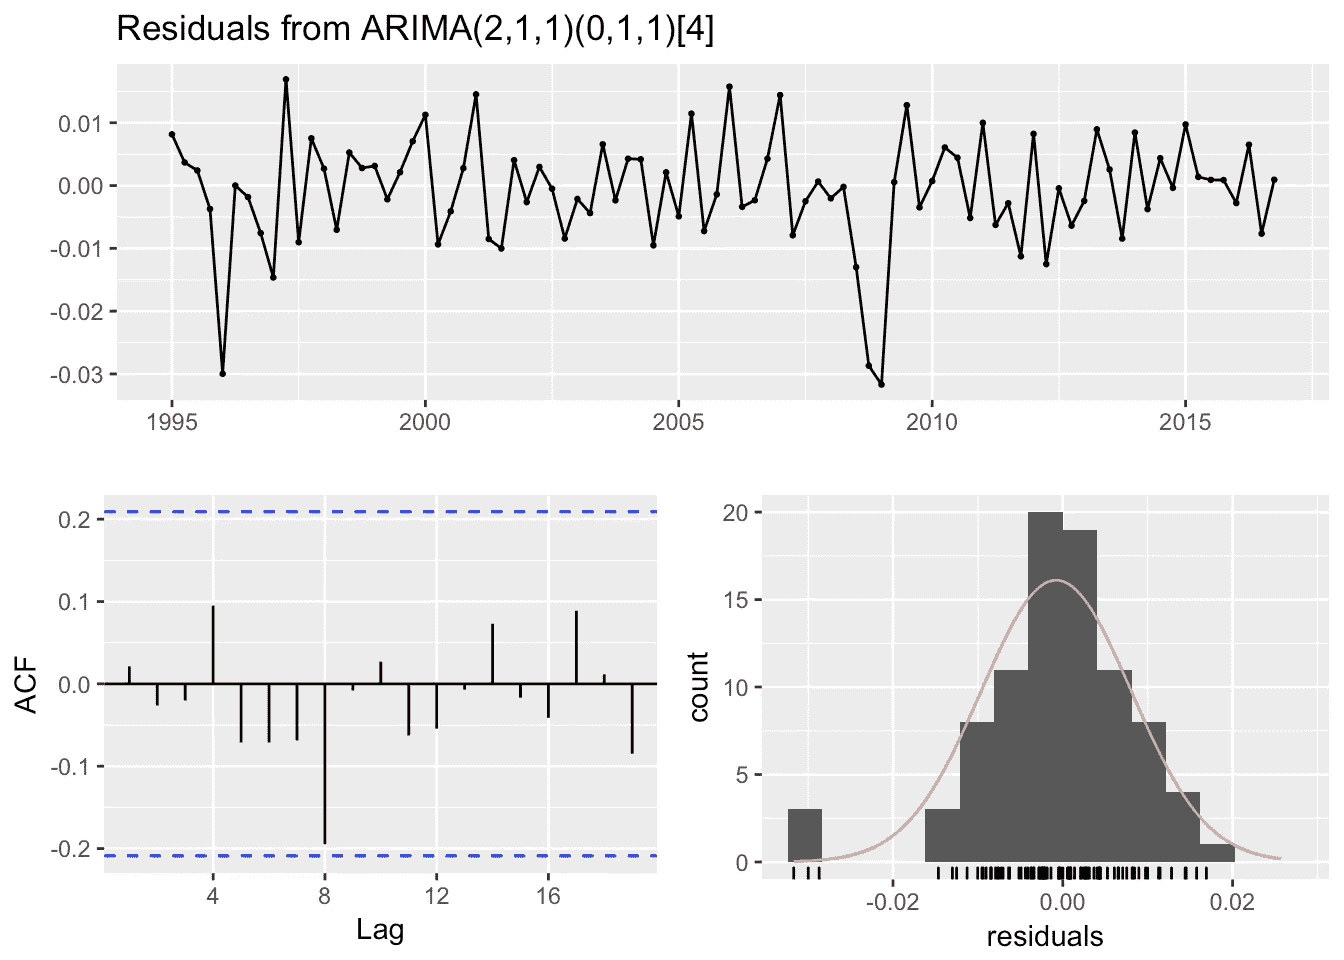 Residuals from ARIMA(2,1,1)(0,1,1)[4]
0.01
0.00
-0.01
-0.02
-0.03
1995 2000 2005 2010 2015
ACF
0.2
0.1
0.0
-0.1
-0.2
4 8 12 16
Lag
count
20
15
10
5
0
-0.02 0.00 0.02
residuals